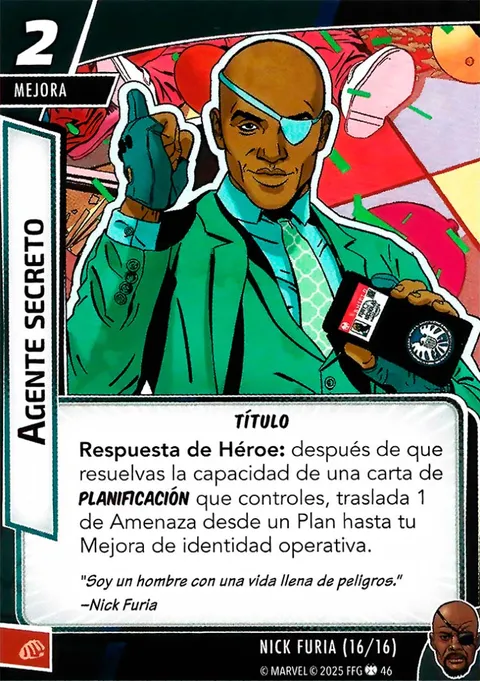 2
MEJORA
AGENTE SECRETO
TÍTULO
Respuesta de Héroe: después de que
resuelvas la capacidad de una carta de
PLANIFICACIÓN que controles, traslada 1
de Amenaza desde un Plan hasta tu
Mejora de identidad operativa.
"Soy un hombre con una vida llena de peligros."
–Nick Furia
NICK FURIA (16/16)
© MARVEL © 2025 FFG 46